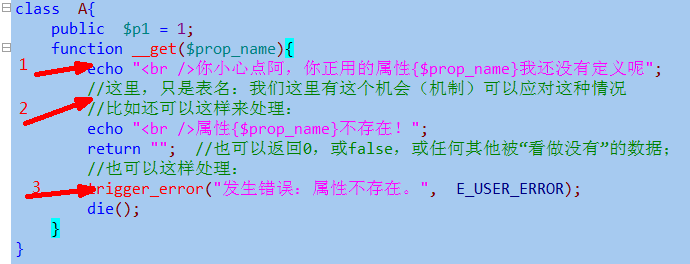 class  A{
public  $p1 = 1;
function __get($prop_name){
1 echo "<br />你小心点阿，你正用的属性{$prop_name}我还没有定义呢";
//这里，只是表名：我们这里有这个机会（机制）可以应对这种情况
2 //比如还可以这样来处理：
echo "<br />属性{$prop_name}不存在！";
return "";  //也可以返回0，或false，或任何其他被“看做没有”的数据；
//也可以这样处理：
3 trigger_error("发生错误：属性不存在。",  E_USER_ERROR);
die();
}
}